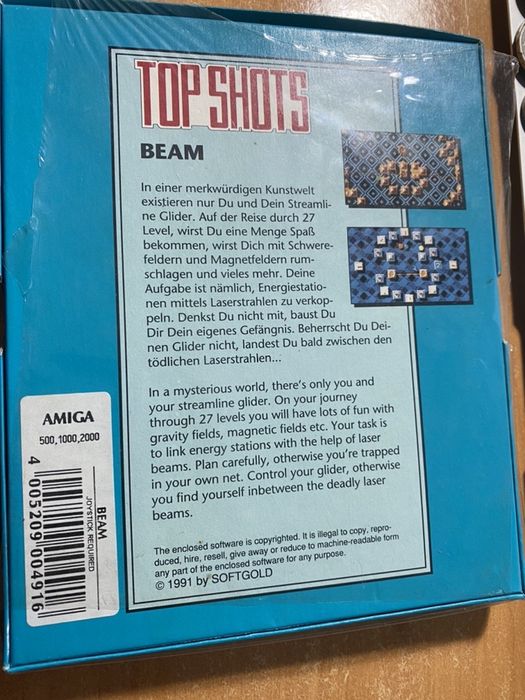 TOP SHOTS
BEAM
In einer merkwürdigen Kunstwelt
existieren nur Du und Dein Streamli-
ne Glider. Auf der Reise durch 27
Level, wirst Du eine Menge Spaß
bekommen, wirst Dich mit Schwere-
feldern und Magnetfeldern rum-
schlagen und vieles mehr. Deine
Aufgabe ist nämlich, Energiestatio-
nen mittels Laserstrahlen zu verkop-
peln. Denkst Du nicht mit, baust Du
Dir Dein eigenes Gefängnis. Beherrscht Du Dei-
nen Glider nicht, landest Du bald zwischen den
tödlichen Laserstrahlen...
In a mysterious world, there's only you and
your streamline glider. On your journey
through 27 levels you will have lots of fun with
gravity fields, magnetic fields etc. Your task is
to link energy stations with the help of laser
beams. Plan carefully, otherwise you're trapped
in your own net. Control your glider, otherwise
you find yourself inbetween the deadly laser
beams.
The enclosed software is copyrighted. It is illegal to copy, repro-
duced, hire, resell, give away or reduce to machine-readable form
any part of the enclosed software for any purpose.
© 1991 by SOFTGOLD
AMIGA
500,1000,2000
BEAM
JOYSTICK REQUIRED
4 005209 004916